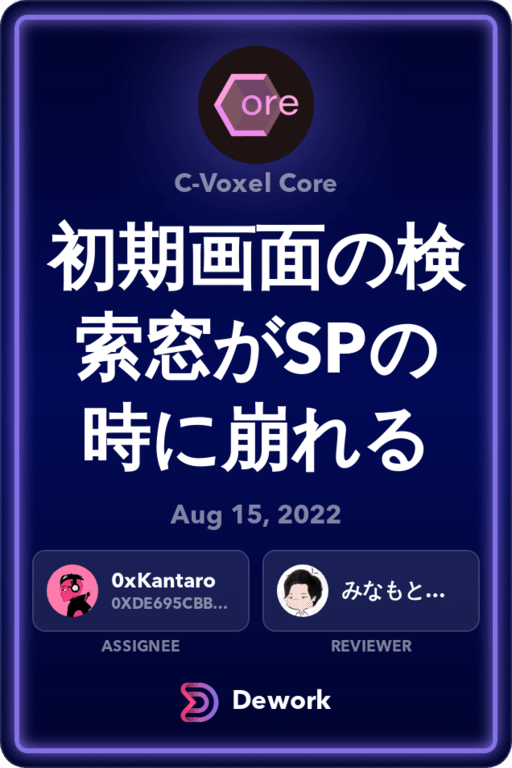 ore
C-Voxel Core
初期画面の検
索窓がSPの
時に崩れる
Aug 15, 2022
0xKantaro
0XDE695CBB...
みなもと...
ASSIGNEE
REVIEWER
Dework